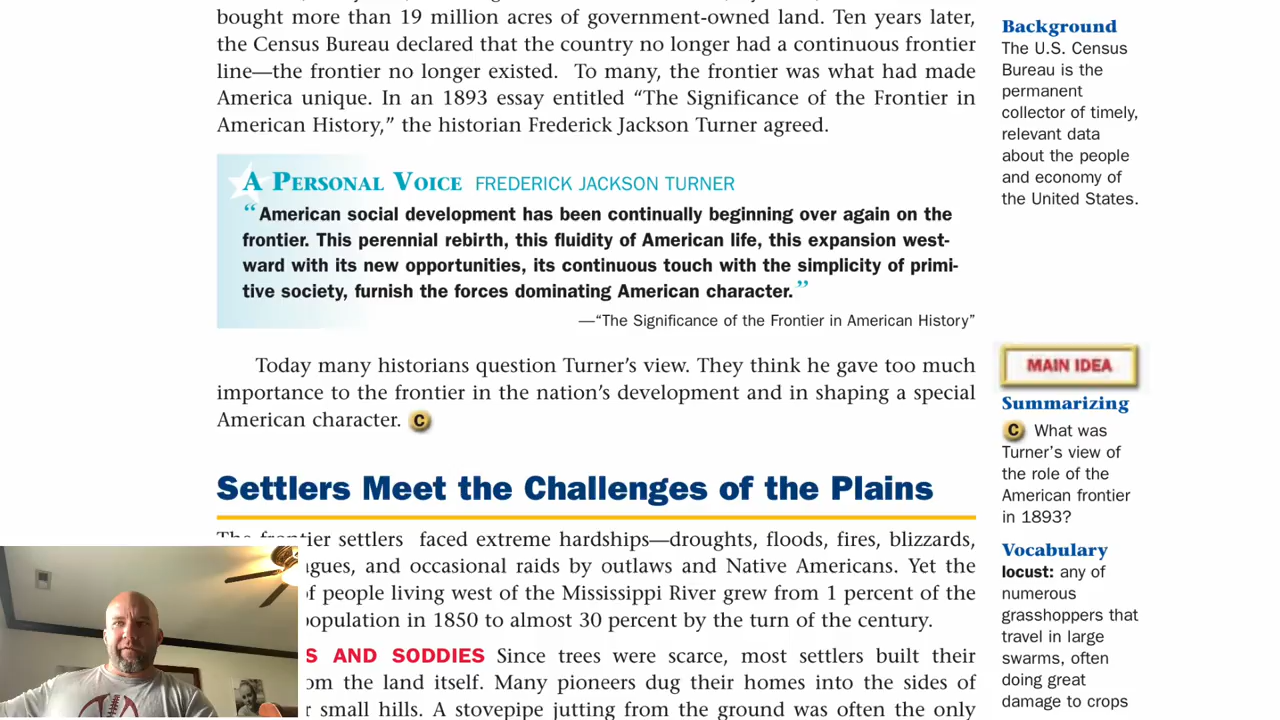 bought more than 19 million acres of government-owned land. Ten years later,
the Census Bureau declared that the country no longer had a continuous frontier
line—the frontier no longer existed. To many, the frontier was what had made
America unique. In an 1893 essay entitled “The Significance of the Frontier in
American History,” the historian Frederick Jackson Turner agreed.
A PERSONAL VOICE FREDERICK JACKSON TURNER
“American social development has been continually beginning over again on the
frontier. This perennial rebirth, this fluidity of American life, this expansion west-
ward with its new opportunities, its continuous touch with the simplicity of primi-
tive society, furnish the forces dominating American character.”
—“The Significance of the Frontier in American History”
Today many historians question Turner’s view. They think he gave too much
importance to the frontier in the nation’s development and in shaping a special
American character. C
Settlers Meet the Challenges of the Plains
settlers faced extreme hardships—droughts, floods, fires, blizzards,
and occasional raids by outlaws and Native Americans. Yet the
of people living west of the Mississippi River grew from 1 percent of the
population in 1850 to almost 30 percent by the turn of the century.
AND SODDIES Since trees were scarce, most settlers built their
the land itself. Many pioneers dug their homes into the sides of
small hills. A stovepipe jutting from the ground was often the only
Background
The U.S. Census
Bureau is the
permanent
collector of timely,
relevant data
about the people
and economy of
the United States.
MAIN IDEA
Summarizing
C What was
Turner’s view of
the role of the
American frontier
in 1893?
Vocabulary
locust: any of
numerous
grasshoppers that
travel in large
swarms, often
doing great
damage to crops